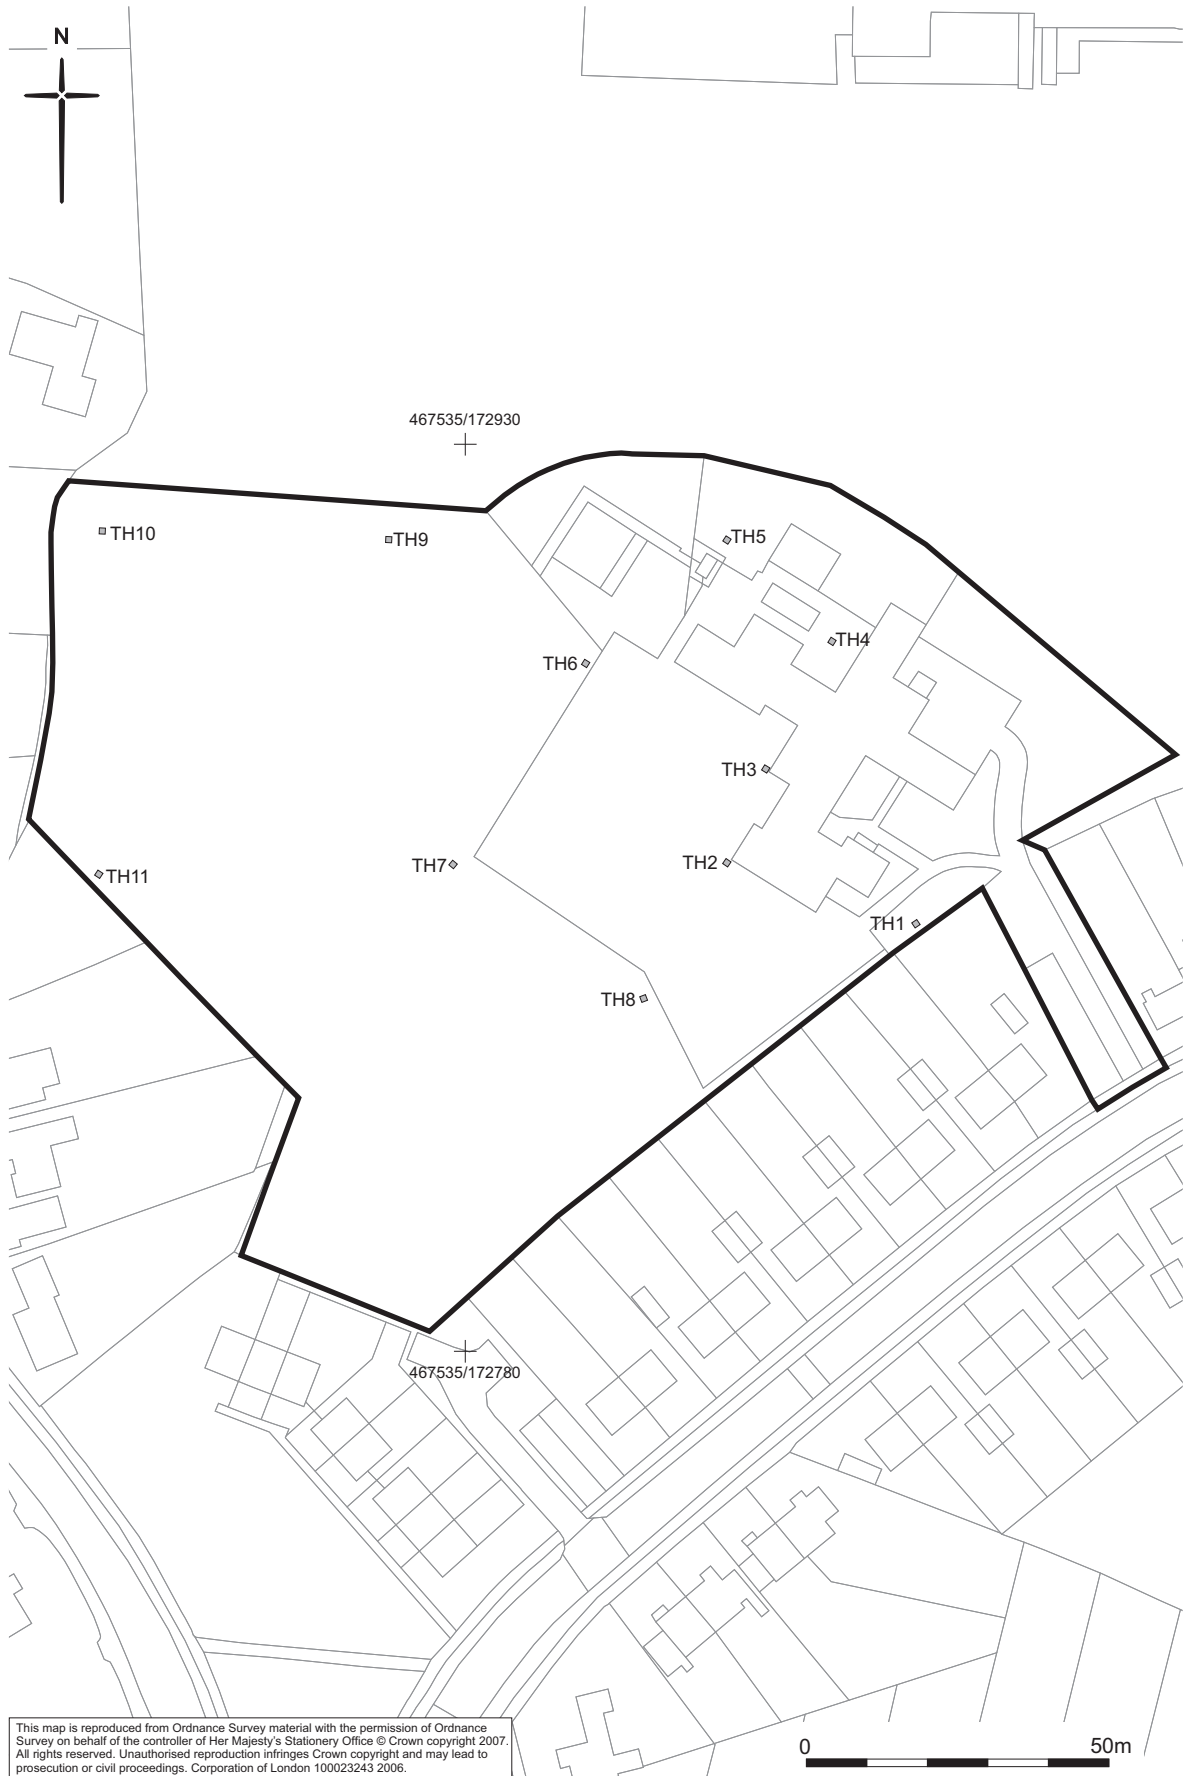 N
467535/172930
TH10
TH9
TH5
TH4
TH6
TH3
TH11
TH7
TH2
TH1
TH8
467535/172780
This map is reproduced from Ordnance Survey material with the permission of Ordnance
Survey on behalf of the controller of Her Majesty's Stationery Office © Crown copyright 2007.
All rights reserved. Unauthorised reproduction infringes Crown copyright and may lead to
prosecution or civil proceedings. Corporation of London 100023243 2006.
0 50m